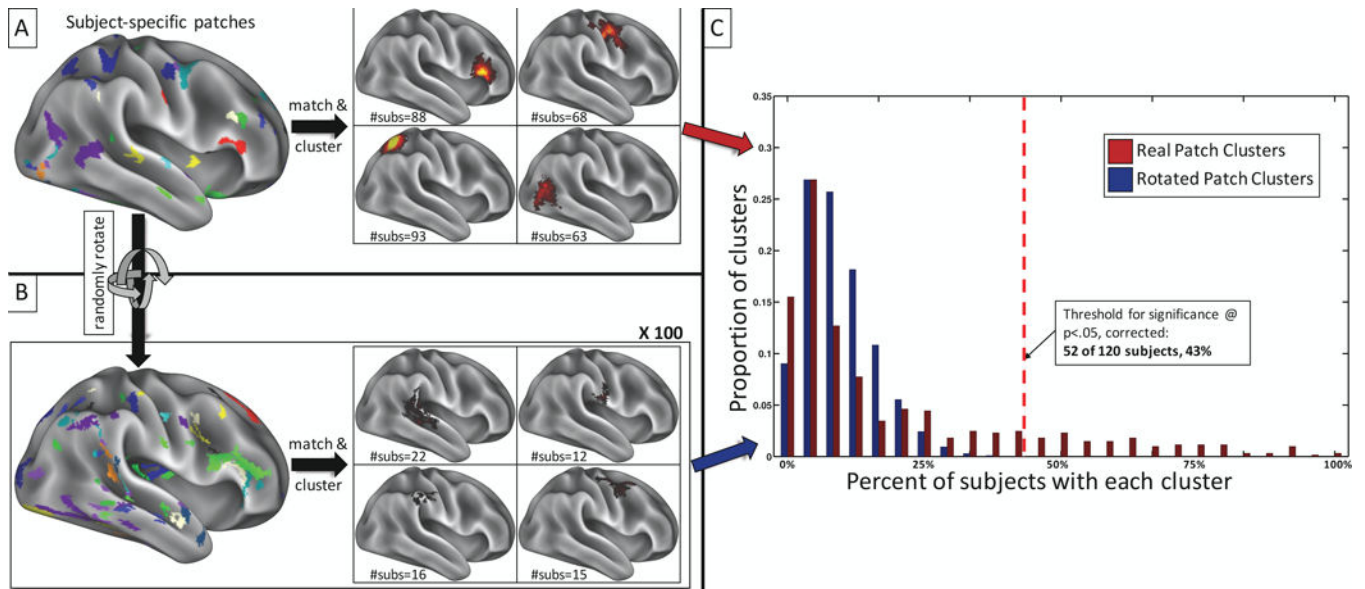 A
Subject-specific patches
match &
cluster
#subs=88
#subs=68
#subs=93
#subs=63
randomly rotate
B
X 100
match &
cluster
#subs=22
#subs=12
#subs=16
#subs=15
C
0.35
0.3
0.25
0.2
0.15
0.1
0.05
0
Proportion of clusters
Real Patch Clusters
Rotated Patch Clusters
Threshold for significance @
p<.05, corrected:
52 of 120 subjects, 43%
0% 25% 50% 75% 100%
Percent of subjects with each cluster